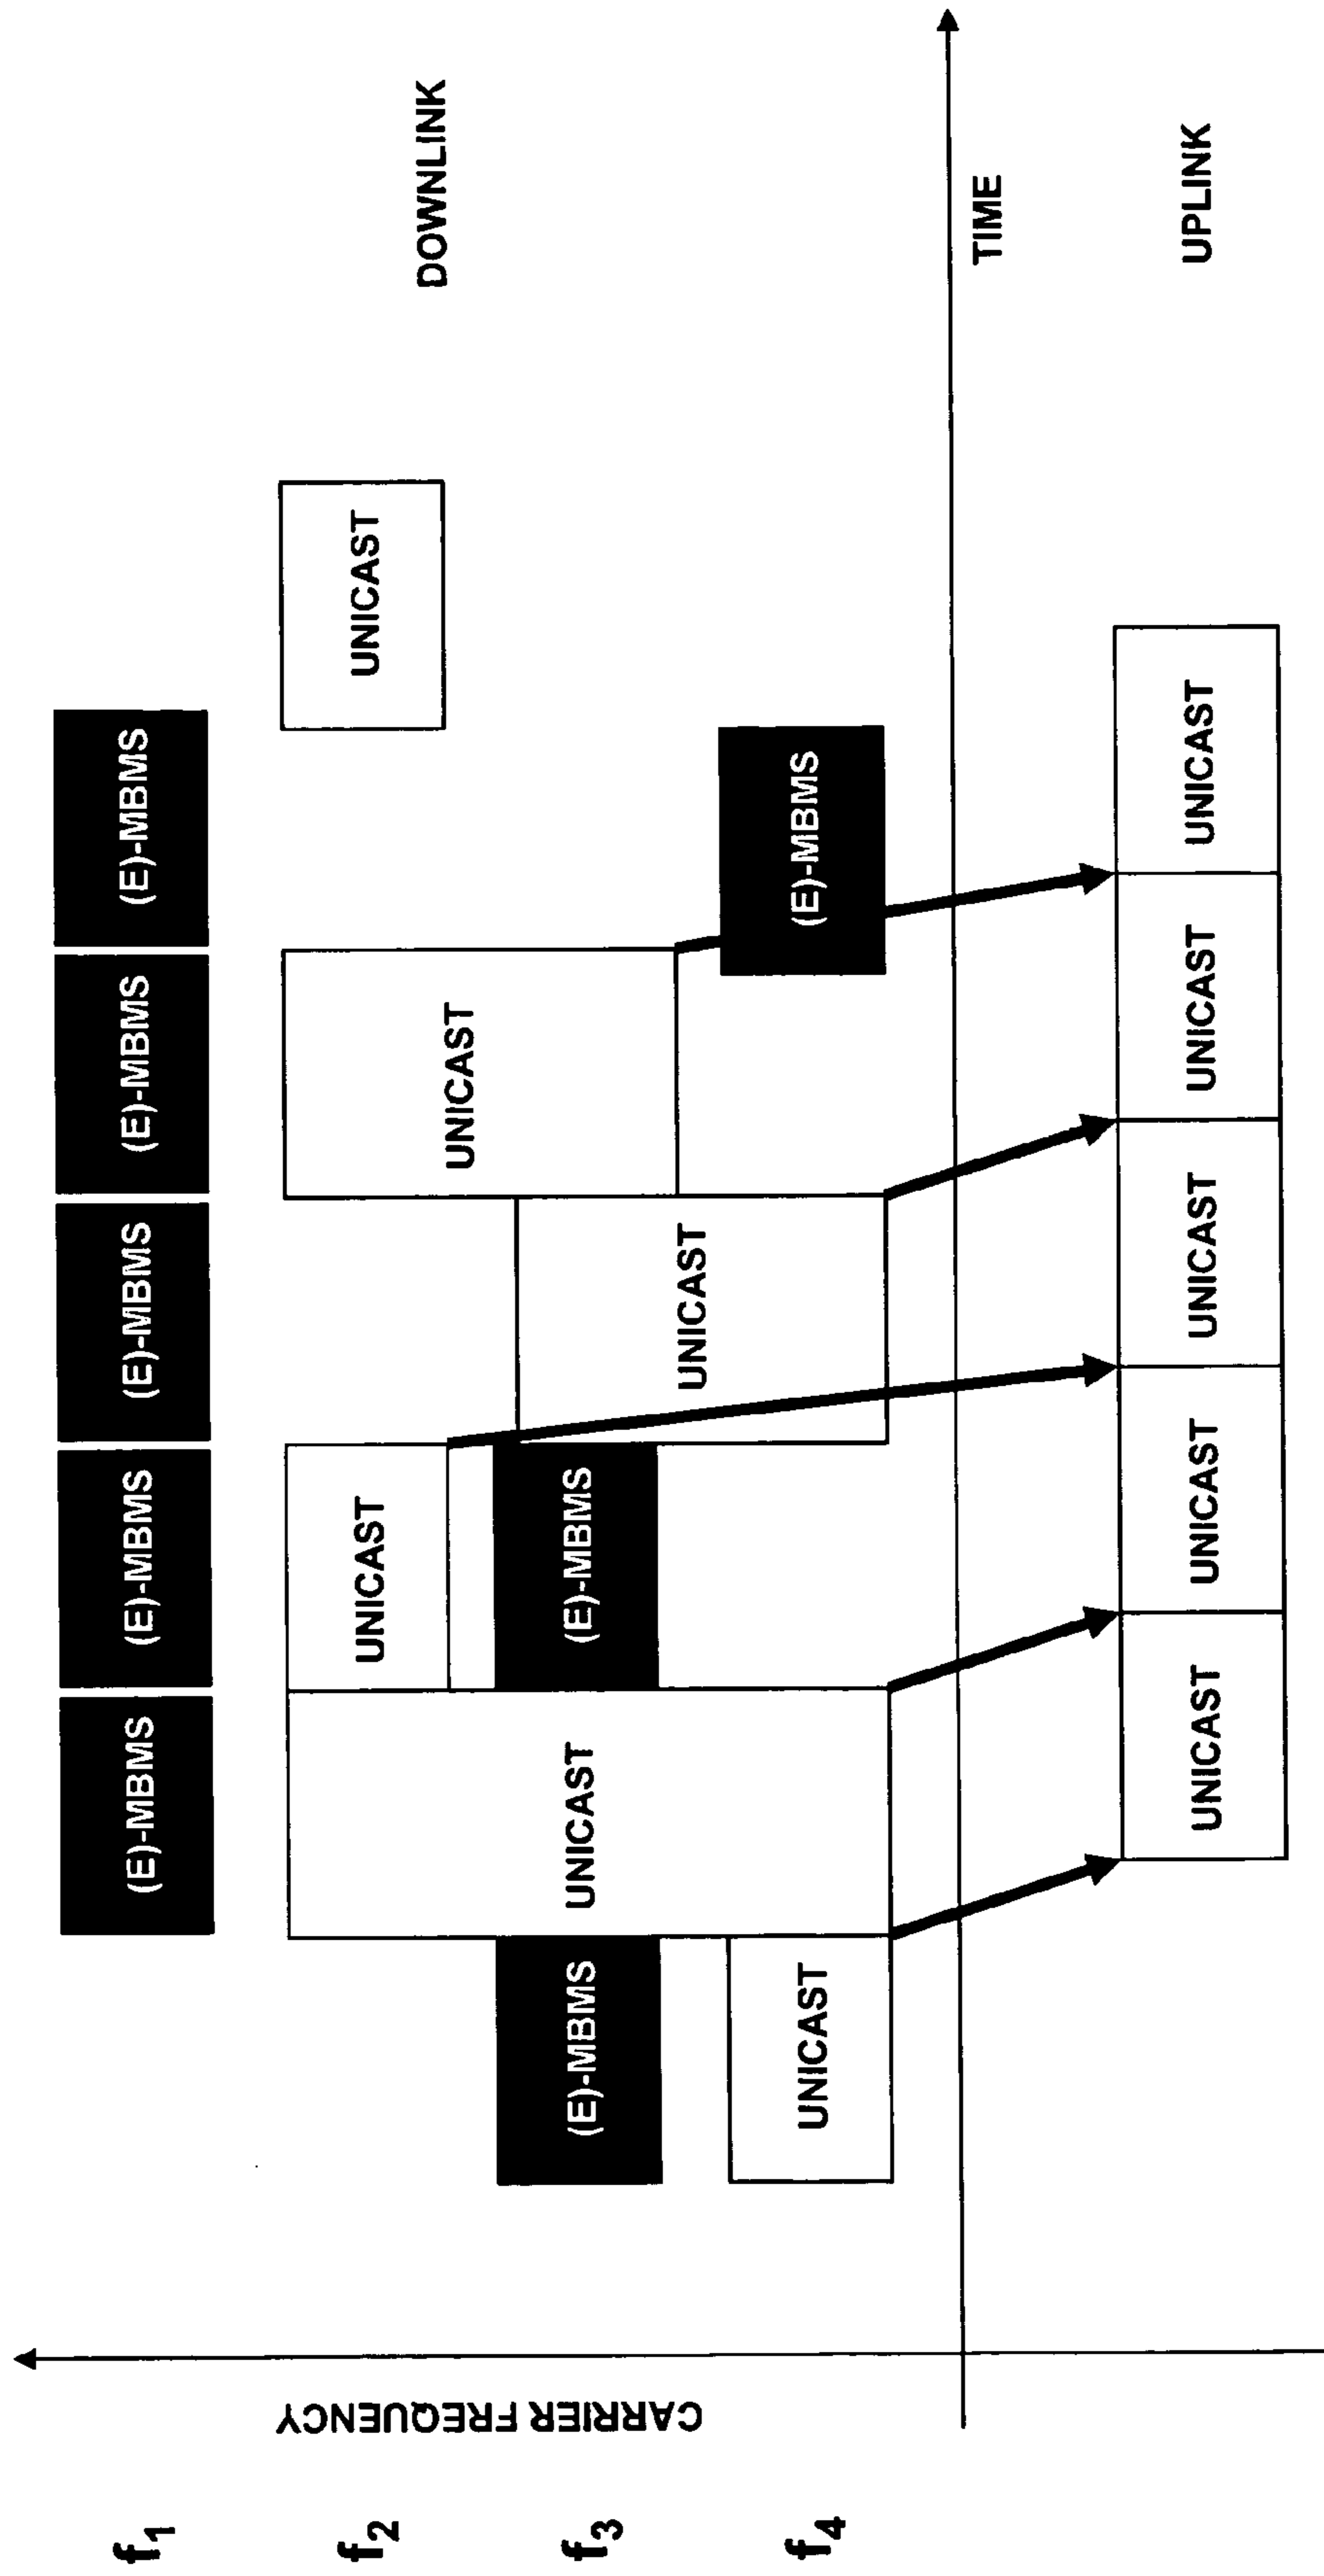 f1
(E)-MBMS
(E)-MBMS
(E)-MBMS
(E)-MBMS
(E)-MBMS
f2
UNICAST
UNICAST
UNICAST
DOWNLINK
CARRIER FREQUENCY
f3
(E)-MBMS
UNICAST
(E)-MBMS
UNICAST
f4
UNICAST
(E)-MBMS
TIME
UNICAST
UNICAST
UNICAST
UNICAST
UNICAST
UPLINK